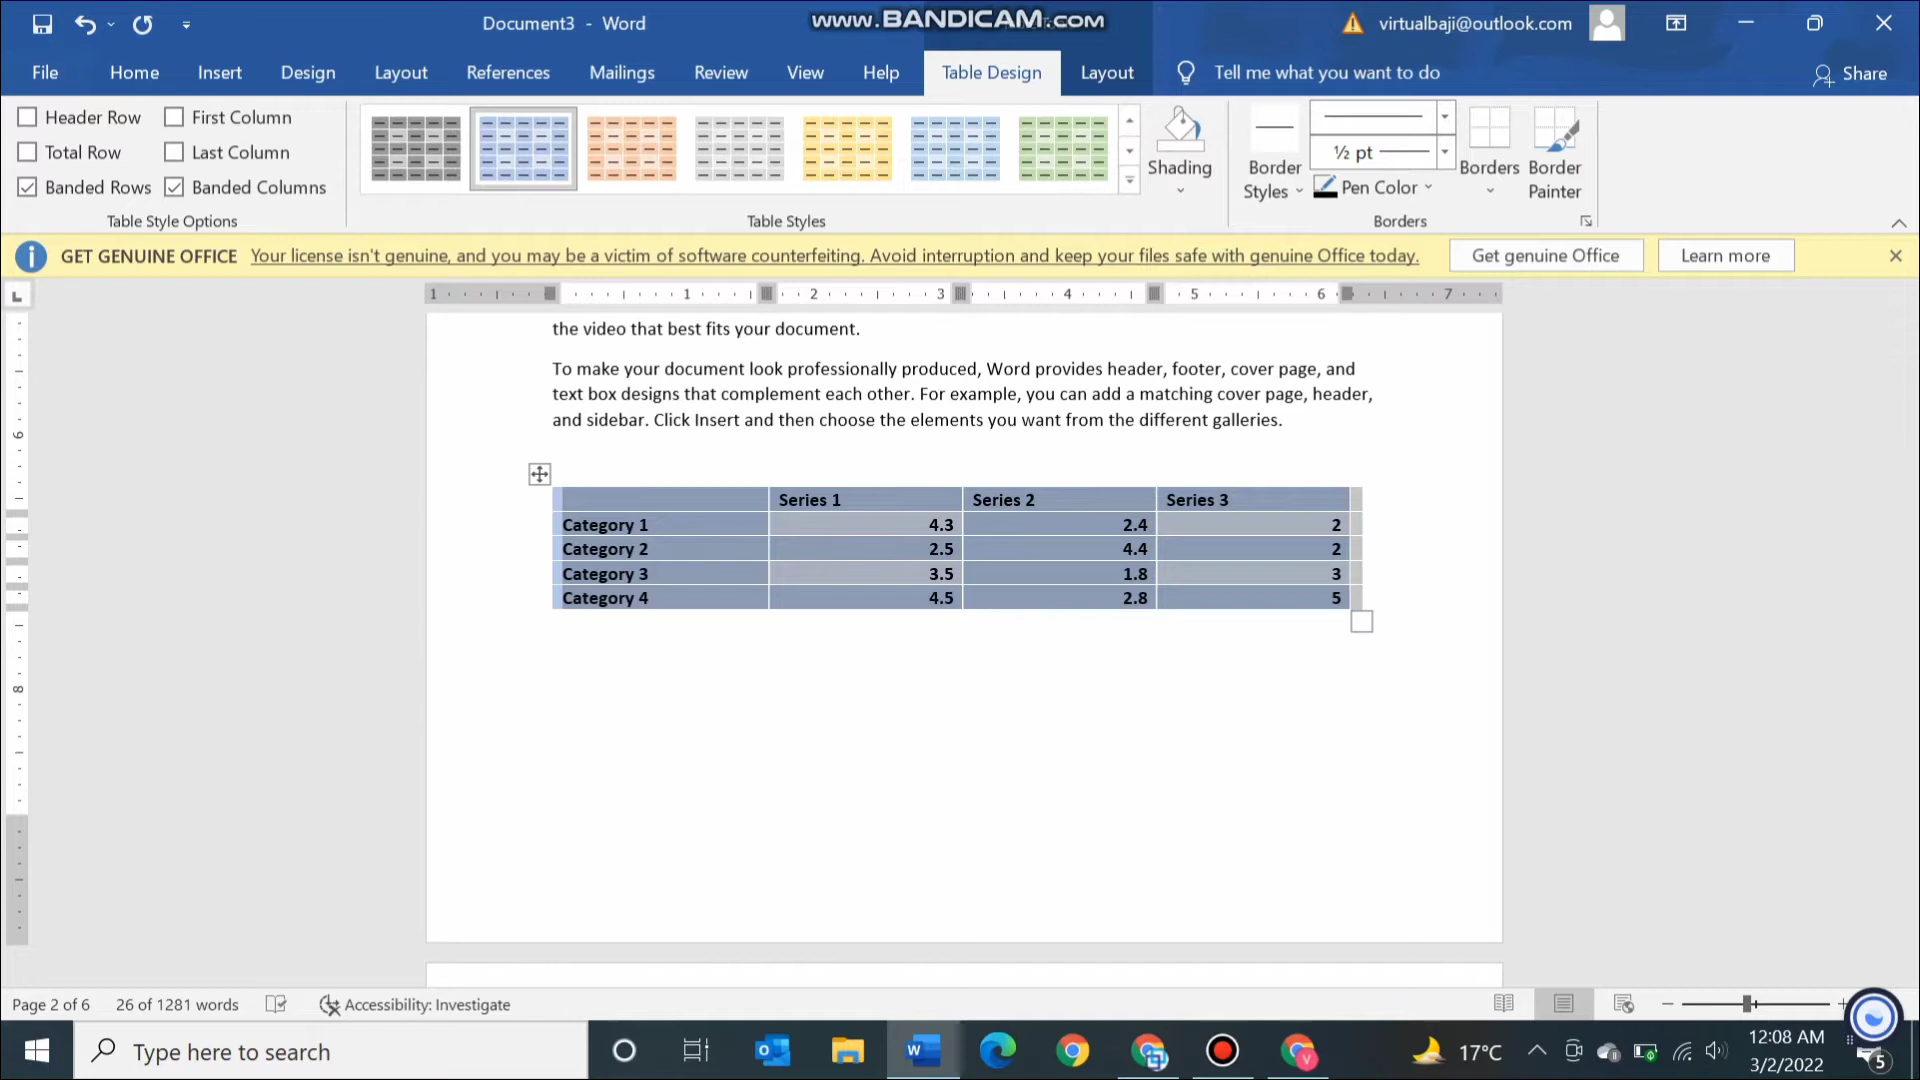 Document3 - Word
www.BANDICAM.com
virtualbaji@outlook.com
File Home Insert Design Layout References Mailings Review View Help Table Design Layout Tell me what you want to do Share
Header Row First Column
Total Row Last Column
Banded Rows Banded Columns
Table Style Options
Table Styles
Shading
Border Styles
½ pt
Pen Color
Borders
Border Painter
Borders
GET GENUINE OFFICE Your license isn't genuine, and you may be a victim of software counterfeiting. Avoid interruption and keep your files safe with genuine Office today. Get genuine Office Learn more
1 1 2 3 4 5 6 7
the video that best fits your document.
To make your document look professionally produced, Word provides header, footer, cover page, and
text box designs that complement each other. For example, you can add a matching cover page, header,
and sidebar. Click Insert and then choose the elements you want from the different galleries.
Series 1 Series 2 Series 3
Category 1 4.3 2.4 2
Category 2 2.5 4.4 2
Category 3 3.5 1.8 3
Category 4 4.5 2.8 5
Page 2 of 6 26 of 1281 words Accessibility: Investigate
Type here to search
17°C
12:08 AM
3/2/2022
5